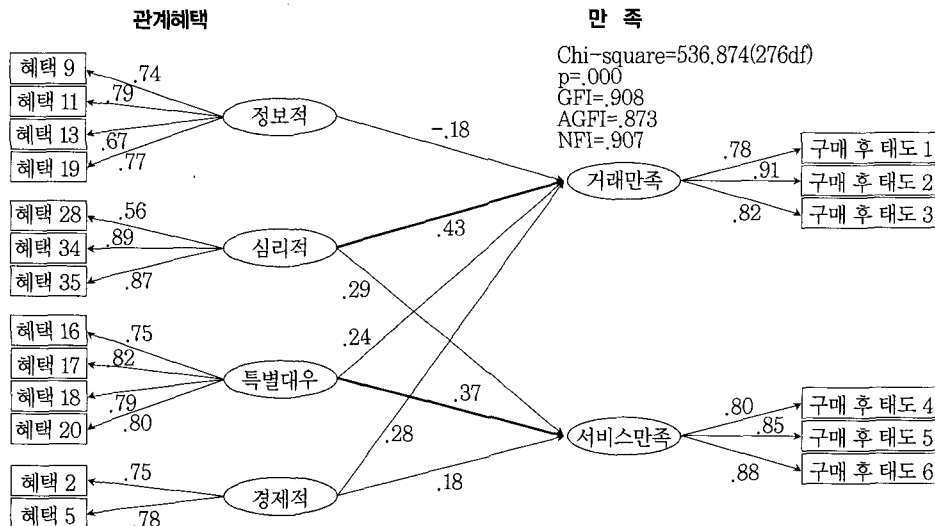 관계혜택
만 족
Chi-square=536.874(276df)
p=.000
GFI=.908
AGFI=.873
NFI=.907
혜택 9
.74
혜택 11
.79
혜택 13
.67
혜택 19
.77
정보적
-.18
혜택 28
.56
혜택 34
.89
혜택 35
.87
심리적
.43
.29
혜택 16
.75
혜택 17
.82
혜택 18
.79
혜택 20
.80
특별대우
.24
.37
혜택 2
.75
혜택 5
.78
경제적
.28
.18
거래만족
.78
구매 후 태도 1
.91
구매 후 태도 2
.82
구매 후 태도 3
서비스만족
.80
구매 후 태도 4
.85
구매 후 태도 5
.88
구매 후 태도 6